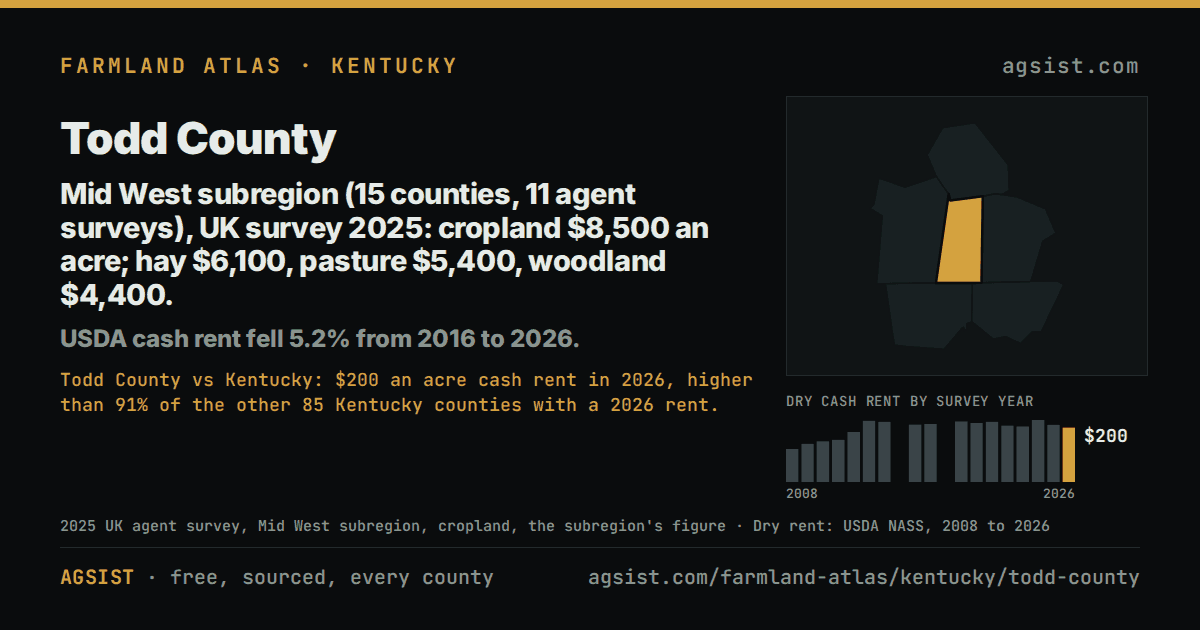 FARMLAND ATLAS · KENTUCKY
agsist.com
Todd County
Mid West subregion (15 counties, 11 agent
surveys), UK survey 2025: cropland $8,500 an
acre; hay $6,100, pasture $5,400, woodland
$4,400.
USDA cash rent fell 5.2% from 2016 to 2026.
Todd County vs Kentucky: $200 an acre cash rent in 2026, higher
than 91% of the other 85 Kentucky counties with a 2026 rent.
DRY CASH RENT BY SURVEY YEAR
$200
2008
2026
2025 UK agent survey, Mid West subregion, cropland, the subregion's figure · Dry rent: USDA NASS, 2008 to 2026
AGSIST · free, sourced, every county
agsist.com/farmland-atlas/kentucky/todd-county